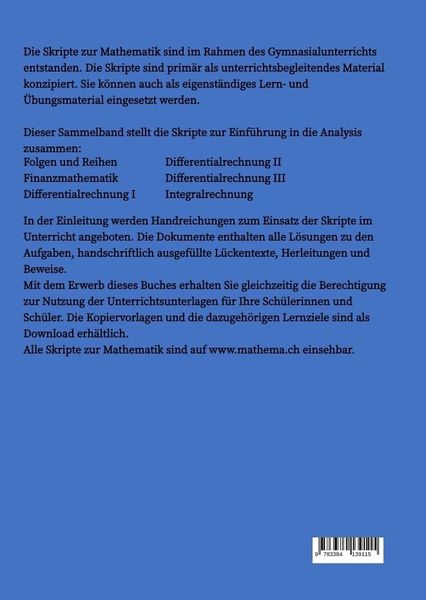 Die Skripte zur Mathematik sind im Rahmen des Gymnasialunterrichts
entstanden. Die Skripte sind primär als unterrichtsbegleitendes Material
konzipiert. Sie können auch als eigenständiges Lern- und
Übungsmaterial eingesetzt werden.
Dieser Sammelband stellt die Skripte zur Einführung in die Analysis
zusammen:
Folgen und Reihen Differentialrechnung II
Finanzmathematik Differentialrechnung III
Differentialrechnung I Integralrechnung
In der Einleitung werden Handreichungen zum Einsatz der Skripte im
Unterricht angeboten. Die Dokumente enthalten alle Lösungen zu den
Aufgaben, handschriftlich ausgefüllte Lückentexte, Herleitungen und
Beweise.
Mit dem Erwerb dieses Buches erhalten Sie gleichzeitig die Berechtigung
zur Nutzung der Unterrichtsunterlagen für Ihre Schülerinnen und
Schüler. Die Kopiervorlagen und die dazugehörigen Lernziele sind als
Download erhältlich.
Alle Skripte zur Mathematik sind auf www.mathema.ch einsehbar.
9 783384 139115